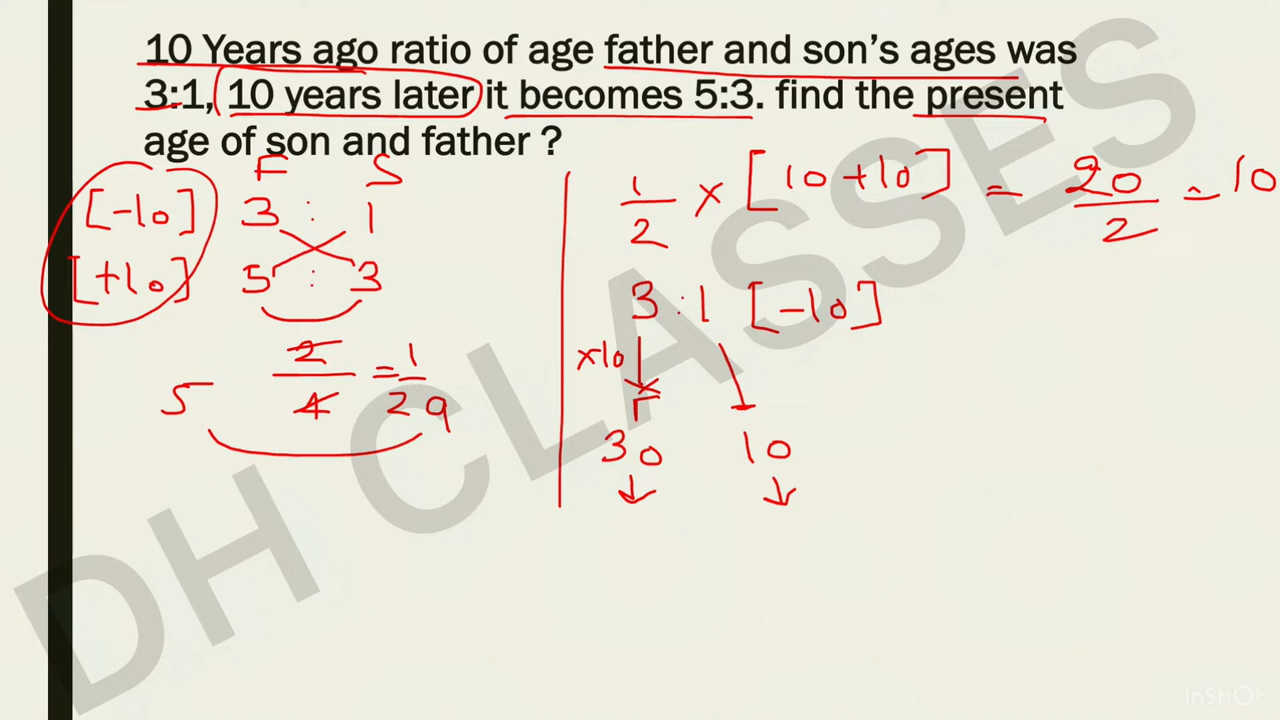 10 Years ago ratio of age father and son's ages was
3:1, 10 years later it becomes 5:3. find the present
age of son and father ?
F S
[-10] 3 : 1
[+10] 5 : 3
2/4 = 1/2
5 9
1/2 × [10 +10] = 20/2 = 10
3 : 1 [-10]
×10
F
30 10
DH CLASSES
InShOt